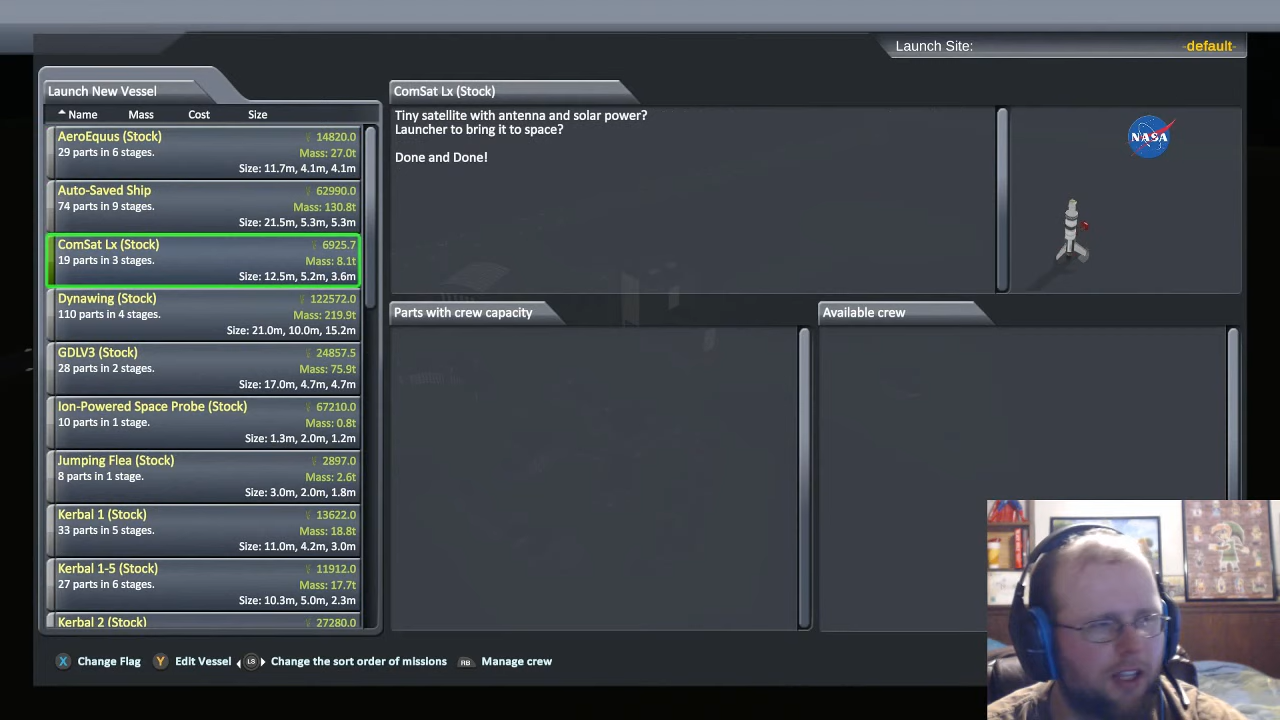 Launch Site: -default-
Launch New Vessel
Name Mass Cost Size
AeroEquus (Stock) 14820.0
29 parts in 6 stages. Mass: 27.0t
Size: 11.7m, 4.1m, 4.1m
Auto-Saved Ship 62990.0
74 parts in 9 stages. Mass: 130.8t
Size: 21.5m, 5.3m, 5.3m
ComSat Lx (Stock) 6925.7
19 parts in 3 stages. Mass: 8.1t
Size: 12.5m, 5.2m, 3.6m
Dynawing (Stock) 122572.0
110 parts in 4 stages. Mass: 219.9t
Size: 21.0m, 10.0m, 15.2m
GDLV3 (Stock) 24857.5
28 parts in 2 stages. Mass: 75.9t
Size: 17.0m, 4.7m, 4.7m
Ion-Powered Space Probe (Stock) 67210.0
10 parts in 1 stage. Mass: 0.8t
Size: 1.3m, 2.0m, 1.2m
Jumping Flea (Stock) 2897.0
8 parts in 1 stage. Mass: 2.6t
Size: 3.0m, 2.0m, 1.8m
Kerbal 1 (Stock) 13622.0
33 parts in 5 stages. Mass: 18.8t
Size: 11.0m, 4.2m, 3.0m
Kerbal 1-5 (Stock) 11912.0
27 parts in 6 stages. Mass: 17.7t
Size: 10.3m, 5.0m, 2.3m
Kerbal 2 (Stock) 27280.0
ComSat Lx (Stock)
Tiny satellite with antenna and solar power?
Launcher to bring it to space?
Done and Done!
NASA
Parts with crew capacity
Available crew
X Change Flag Y Edit Vessel LS Change the sort order of missions RB Manage crew